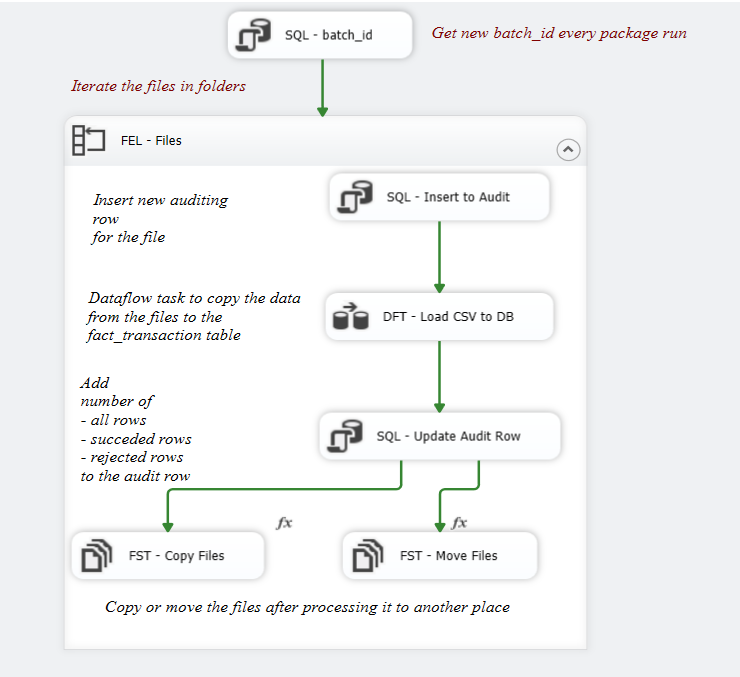 SQL - batch_id
Get new batch_id every package run
Iterate the files in folders
FEL - Files
Insert new auditing
row
for the file
SQL - Insert to Audit
Dataflow task to copy the data
from the files to the
fact_transaction table
DFT - Load CSV to DB
Add
number of
- all rows
- succeded rows
- rejected rows
to the audit row
SQL - Update Audit Row
fx
fx
FST - Copy Files
FST - Move Files
Copy or move the files after processing it to another place